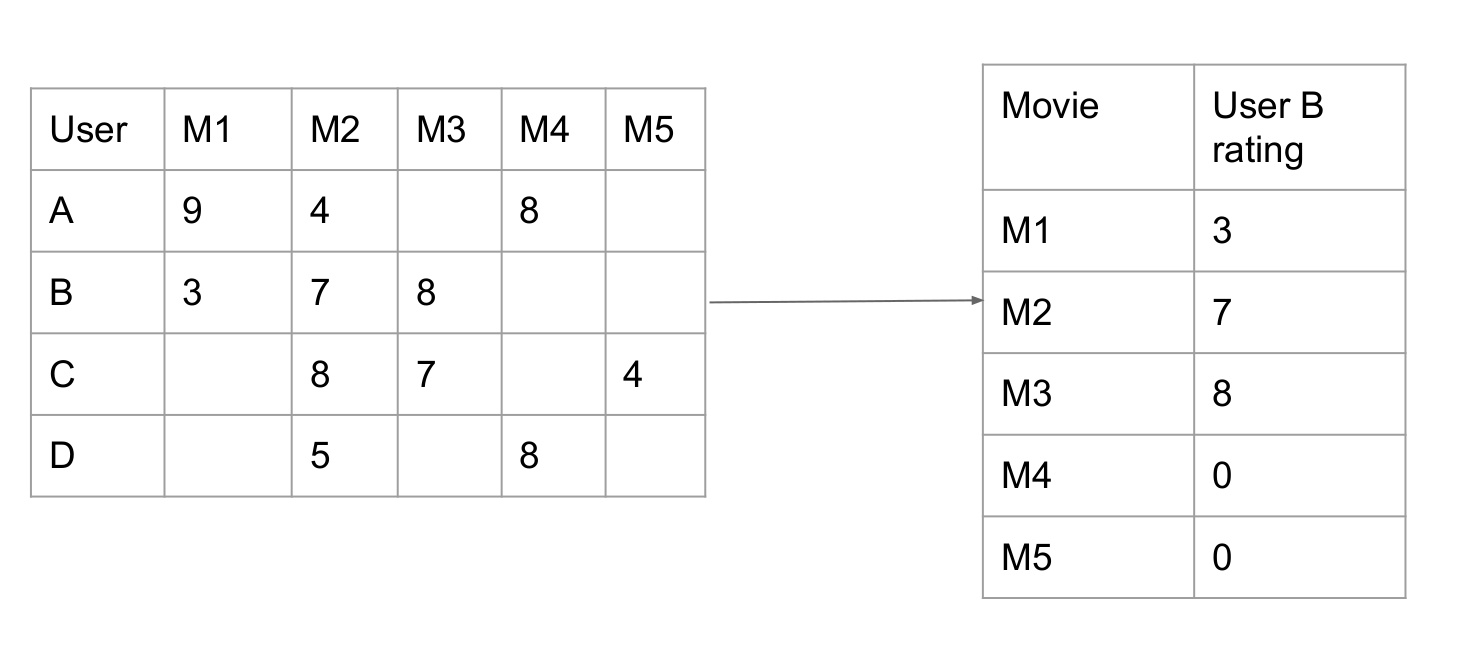 User M1 M2 M3 M4 M5
A 9 4 8
B 3 7 8
C 8 7 4
D 5 8
Movie User B
rating
M1 3
M2 7
M3 8
M4 0
M5 0